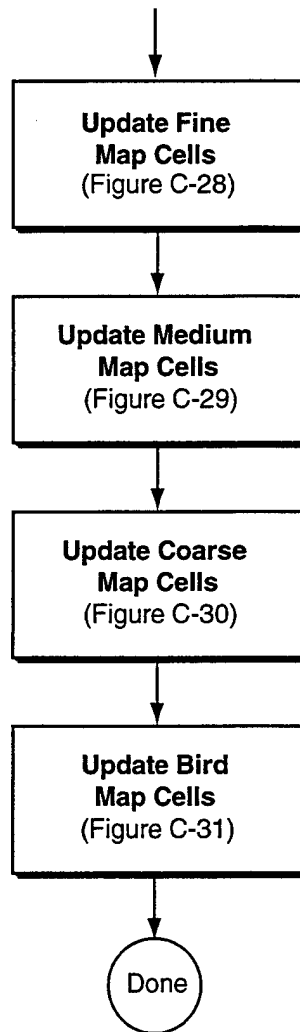 Update Fine
Map Cells
(Figure C-28)
Update Medium
Map Cells
(Figure C-29)
Update Coarse
Map Cells
(Figure C-30)
Update Bird
Map Cells
(Figure C-31)
Done